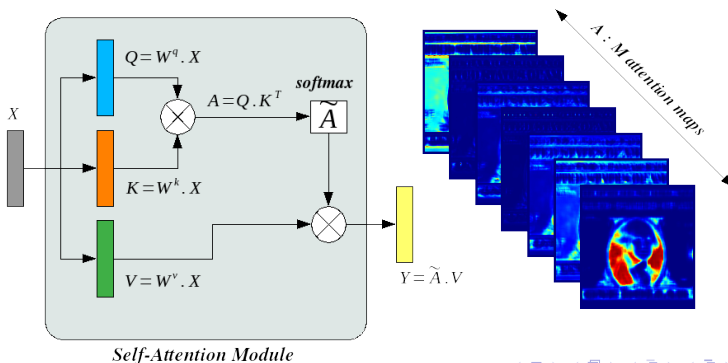 Q=W^q . X
softmax
X
A=Q . K^T
Ã
K=W^k . X
V=W^v . X
Y=Ã . V
Self-Attention Module
A : M attention maps